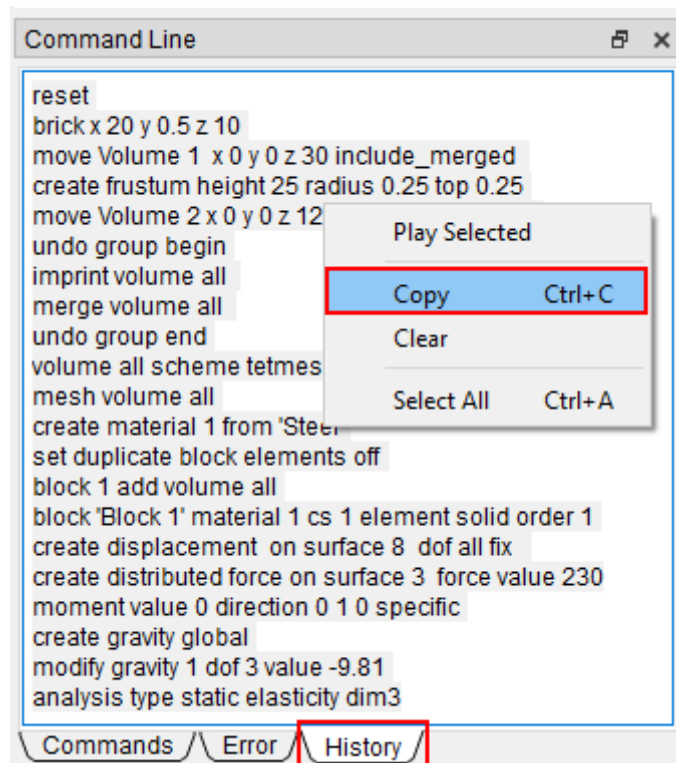 Command Line
reset
brick x 20 y 0.5 z 10
move Volume 1 x 0 y 0 z 30 include_merged
create frustum height 25 radius 0.25 top 0.25
move Volume 2 x 0 y 0 z 12
undo group begin
imprint volume all
merge volume all
undo group end
volume all scheme
mesh volume all
create material 1 from 'Steel'
set duplicate block elements off
block 1 add volume all
block 'Block 1' material 1 cs 1 element solid order 1
create displacement on surface 8 dof all fix
create distributed force on surface 3 force value 230
moment value 0 direction 0 1 0 specific
create gravity global
modify gravity 1 dof 3 value -9.81
analysis type static elasticity dim3
Play Selected
Copy Ctrl+C
Clear
Select All Ctrl+A
Commands Error History